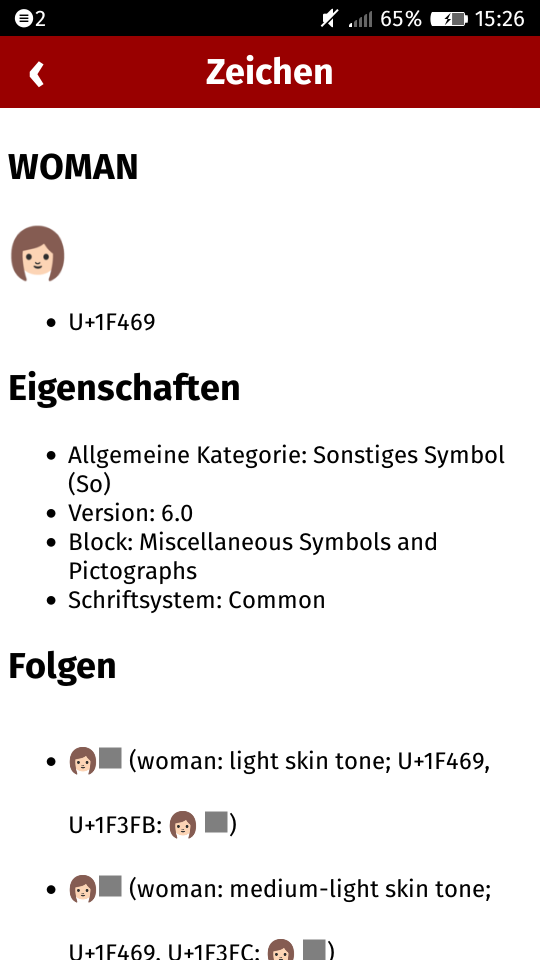 2 65% 15:26
‹ Zeichen
WOMAN
👩
• U+1F469
Eigenschaften
• Allgemeine Kategorie: Sonstiges Symbol
(So)
• Version: 6.0
• Block: Miscellaneous Symbols and
Pictographs
• Schriftsystem: Common
Folgen
• 👩■ (woman: light skin tone; U+1F469,
U+1F3FB: 👩 ■)
• 👩■ (woman: medium-light skin tone;
U+1F469, U+1F3FC: 👩 ■)